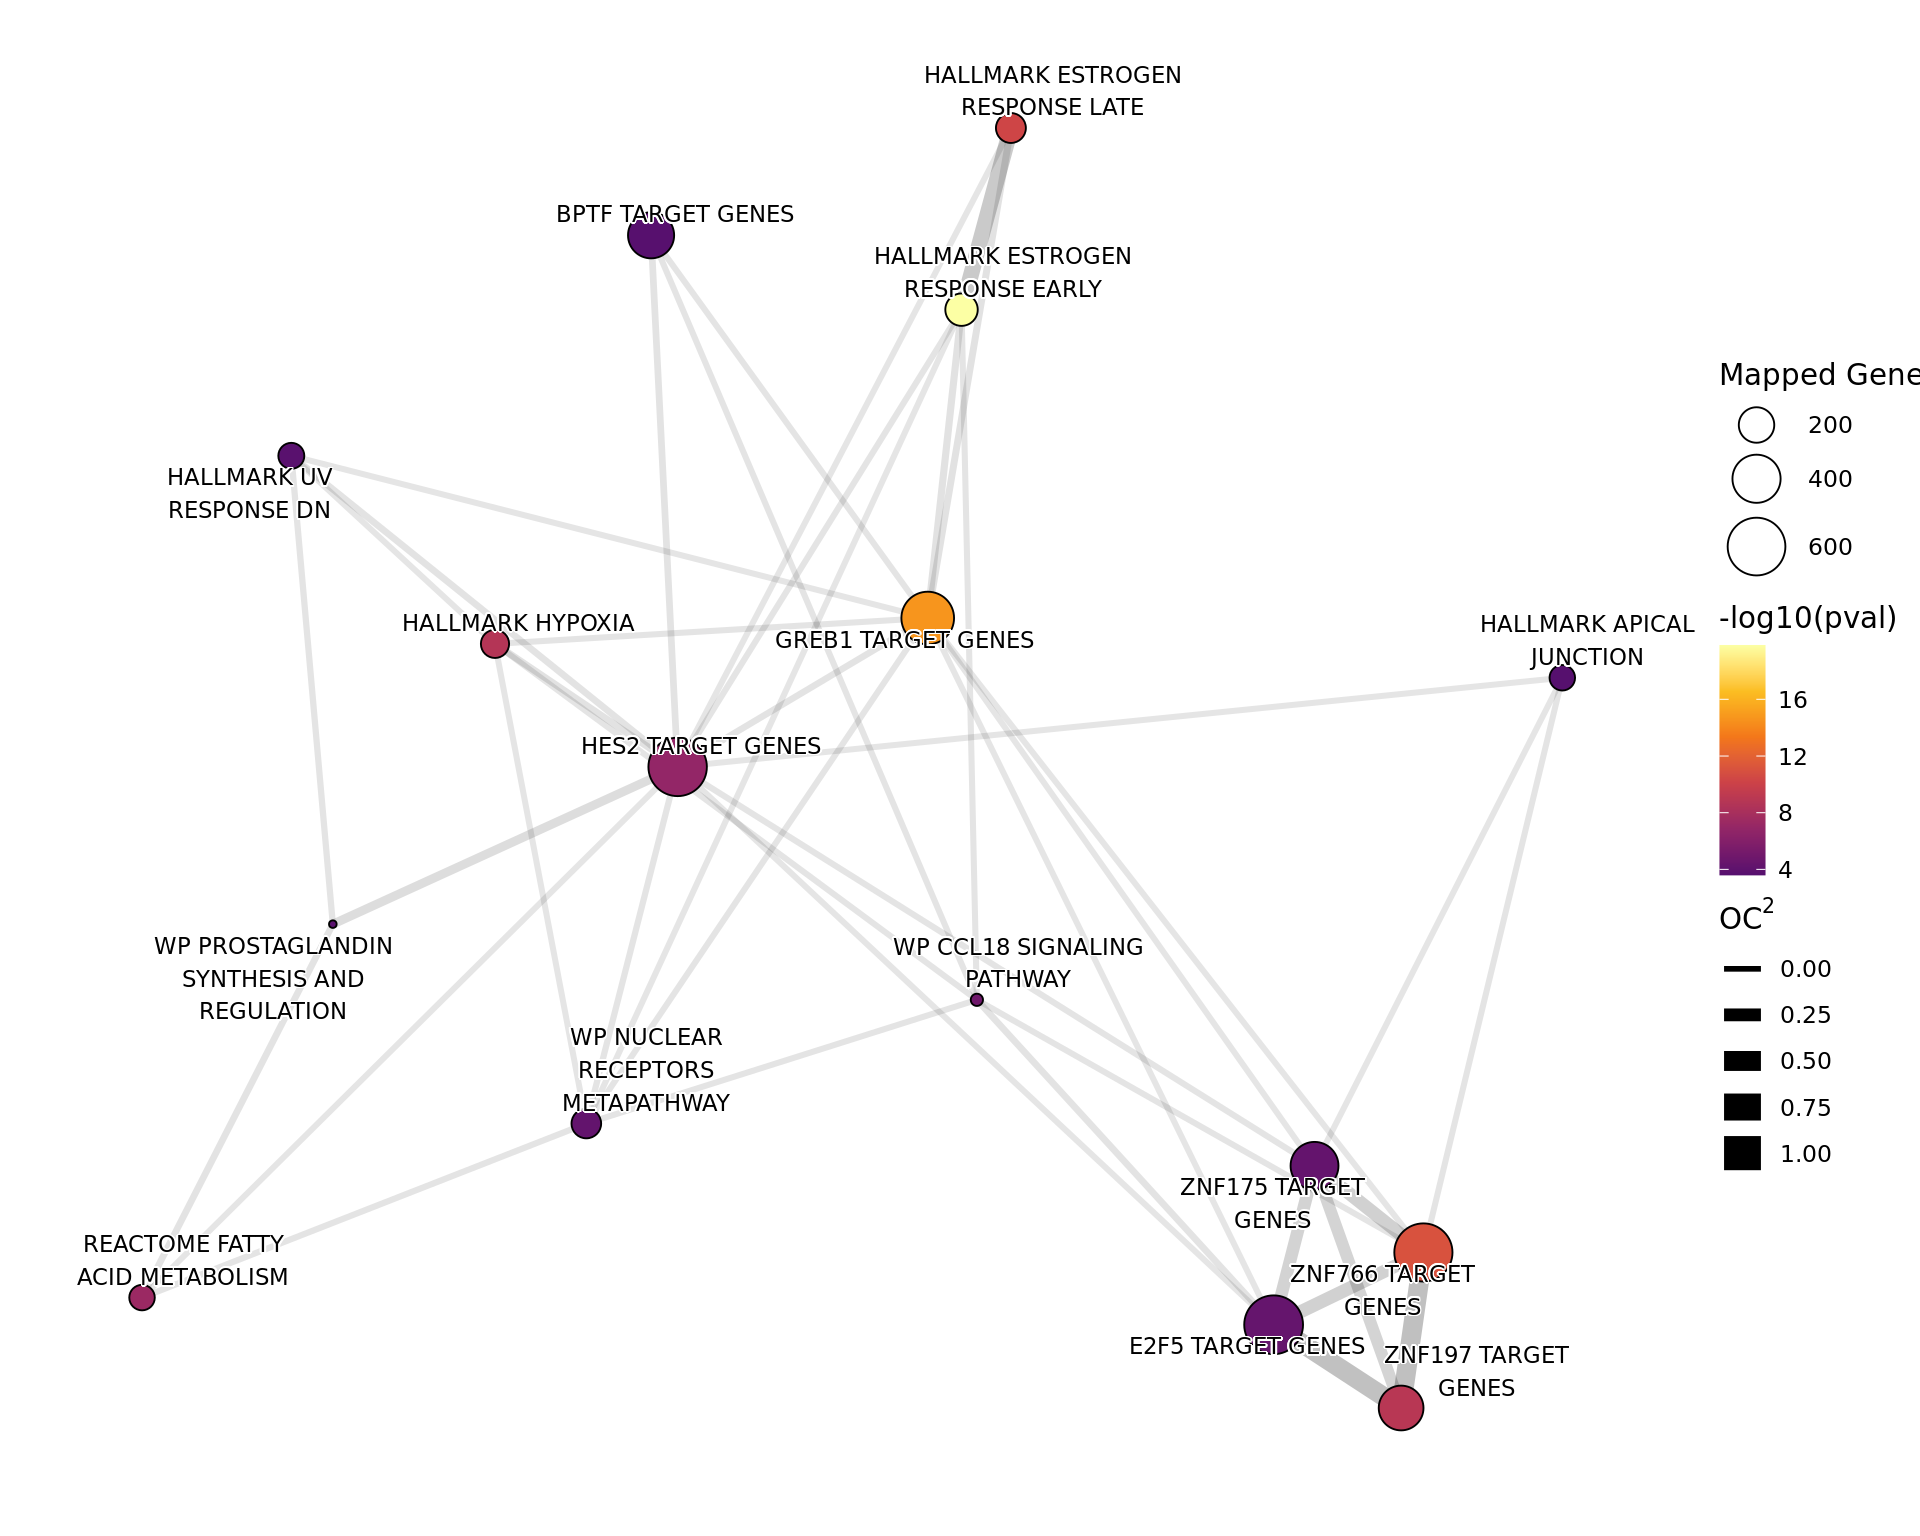 HALLMARK ESTROGEN
RESPONSE LATE
BPTF TARGET GENES
HALLMARK ESTROGEN
RESPONSE EARLY
HALLMARK UV
RESPONSE DN
HALLMARK HYPOXIA
GREB1 TARGET GENES
HALLMARK APICAL
JUNCTION
HES2 TARGET GENES
WP PROSTAGLANDIN
SYNTHESIS AND
REGULATION
WP CCL18 SIGNALING
PATHWAY
WP NUCLEAR
RECEPTORS
METAPATHWAY
REACTOME FATTY
ACID METABOLISM
ZNF175 TARGET
GENES
ZNF766 TARGET
GENES
E2F5 TARGET GENES
ZNF197 TARGET
GENES
Mapped Gene
200
400
600
-log10(pval)
16
12
8
4
OC²
0.00
0.25
0.50
0.75
1.00